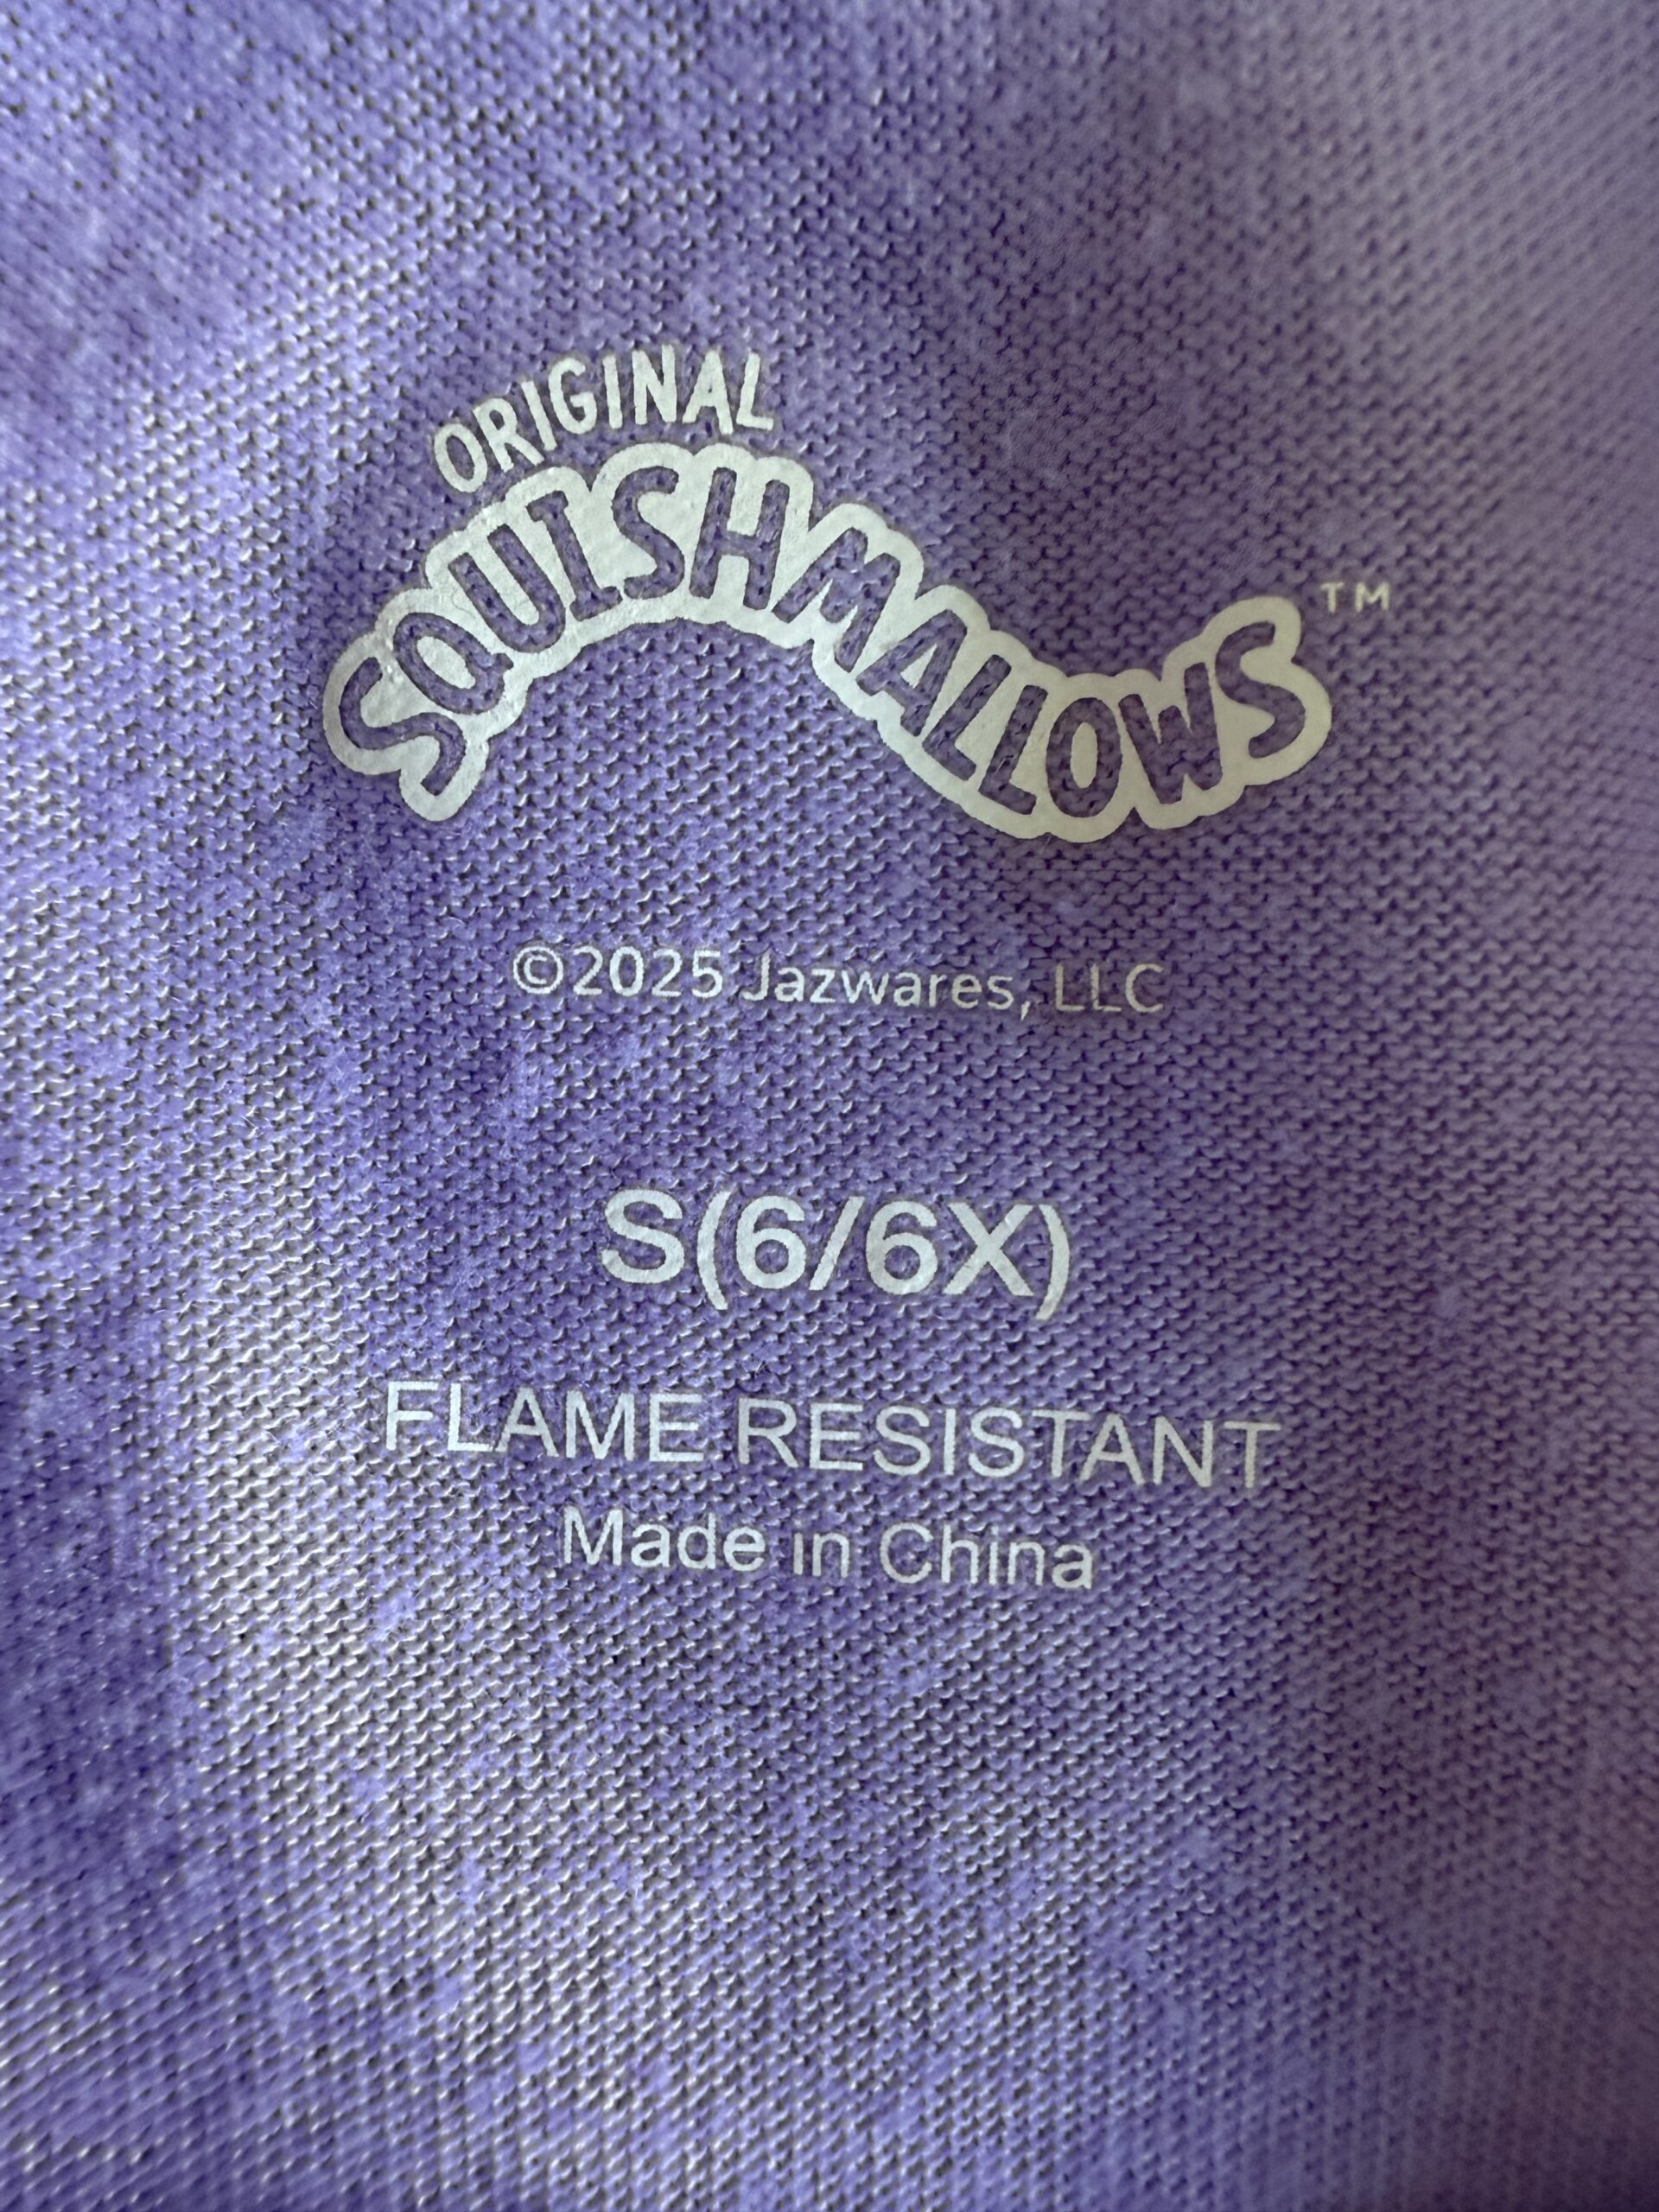 ORIGINAL
SQUISHMALLOWS™
©2025 Jazwares, LLC
S(6/6X)
FLAME RESISTANT
Made in China